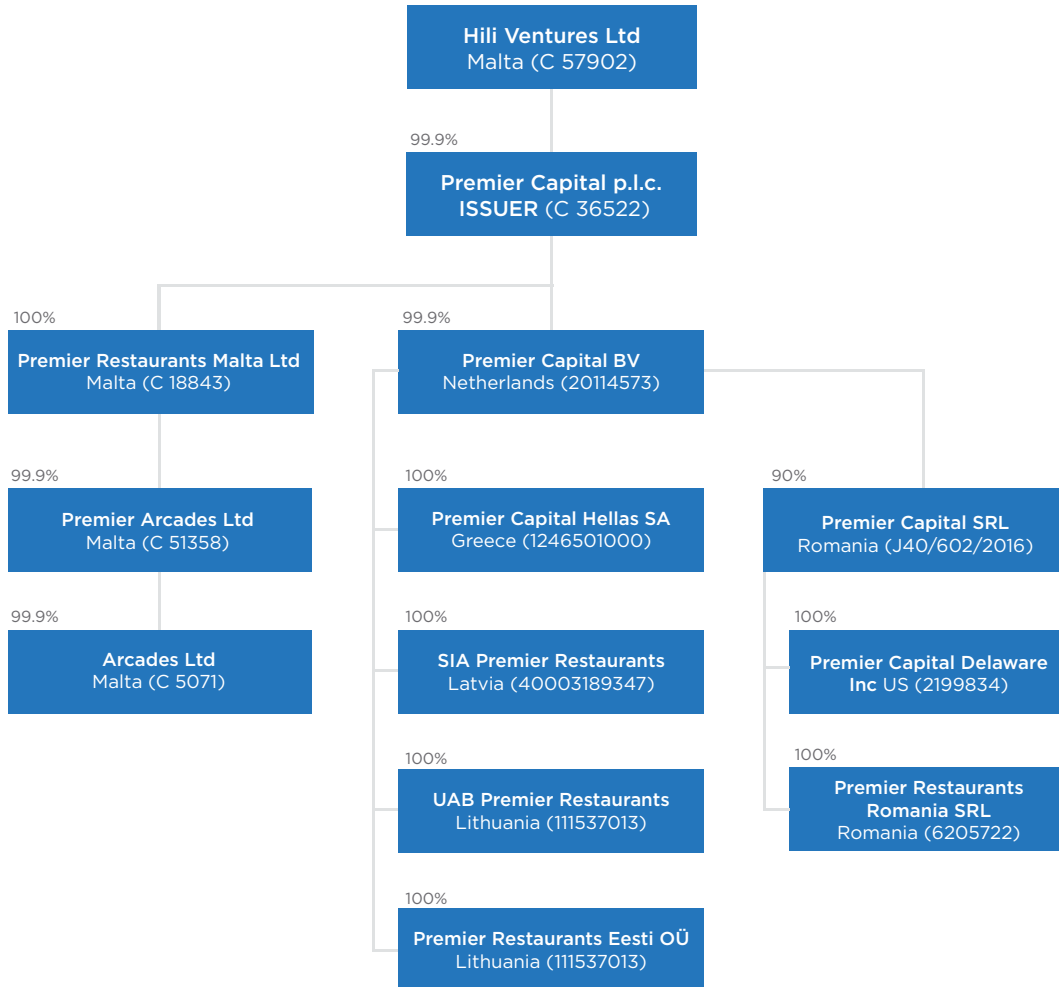 Hili Ventures Ltd
Malta (C 57902)
99.9%
Premier Capital p.l.c.
ISSUER (C 36522)
100%
Premier Restaurants Malta Ltd
Malta (C 18843)
99.9%
Premier Capital BV
Netherlands (20114573)
99.9%
Premier Arcades Ltd
Malta (C 51358)
100%
Premier Capital Hellas SA
Greece (1246501000)
90%
Premier Capital SRL
Romania (J40/602/2016)
99.9%
Arcades Ltd
Malta (C 5071)
100%
SIA Premier Restaurants
Latvia (40003189347)
100%
Premier Capital Delaware
Inc US (2199834)
100%
UAB Premier Restaurants
Lithuania (111537013)
100%
Premier Restaurants
Romania SRL
Romania (6205722)
100%
Premier Restaurants Eesti OÜ
Lithuania (111537013)